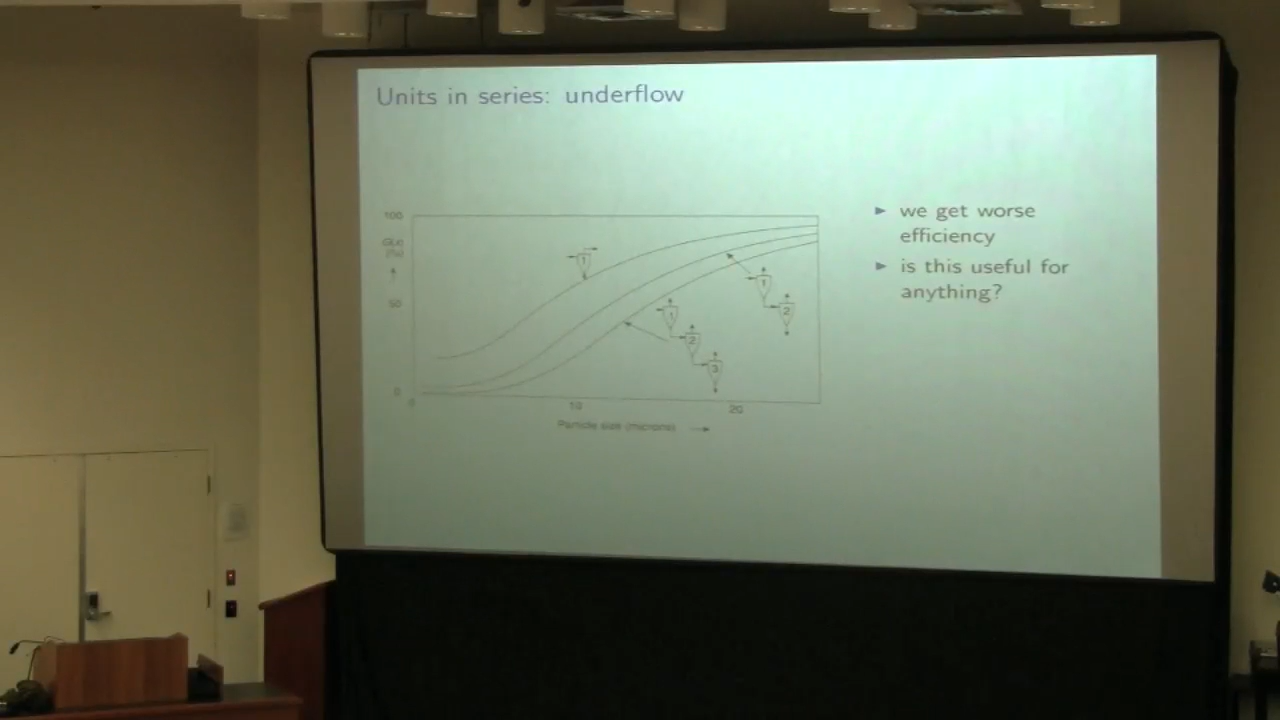 Units in series: underflow
100
G(x)
(%)
50
0
0
10
20
Particle size (microns)
1
1
2
1
2
3
► we get worse
efficiency
► is this useful for
anything?